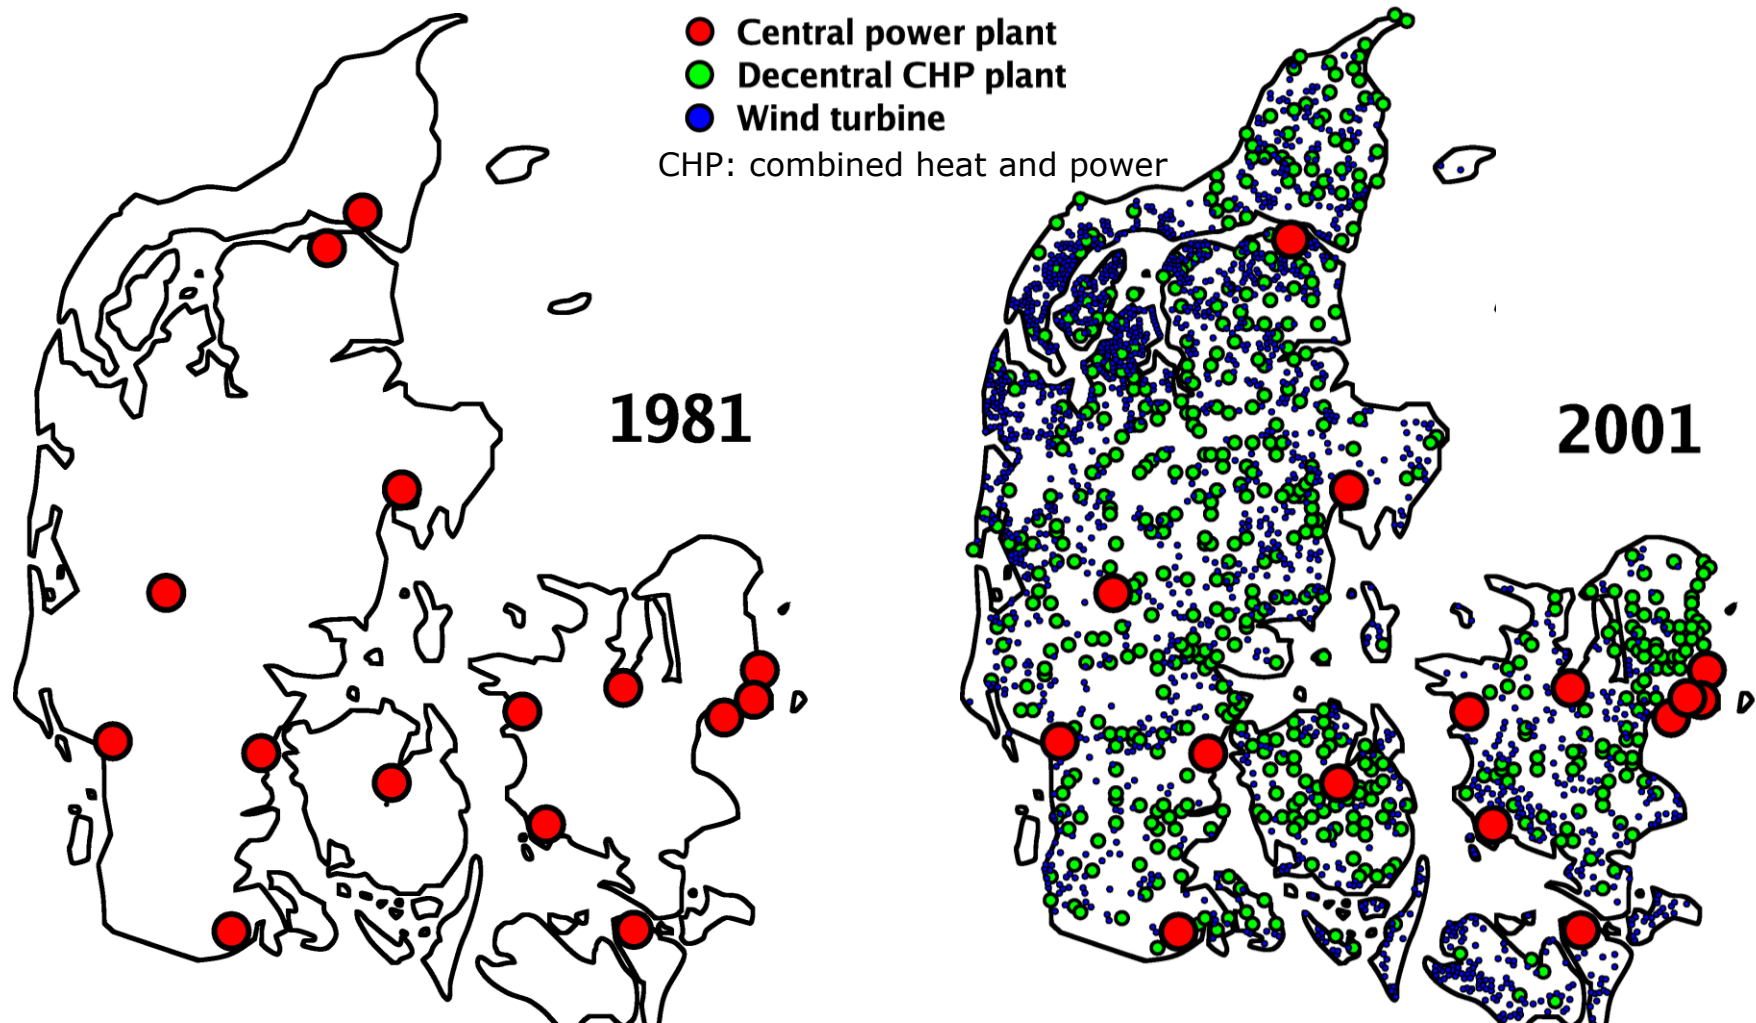 Central power plant
Decentral CHP plant
Wind turbine
CHP: combined heat and power
1981
2001